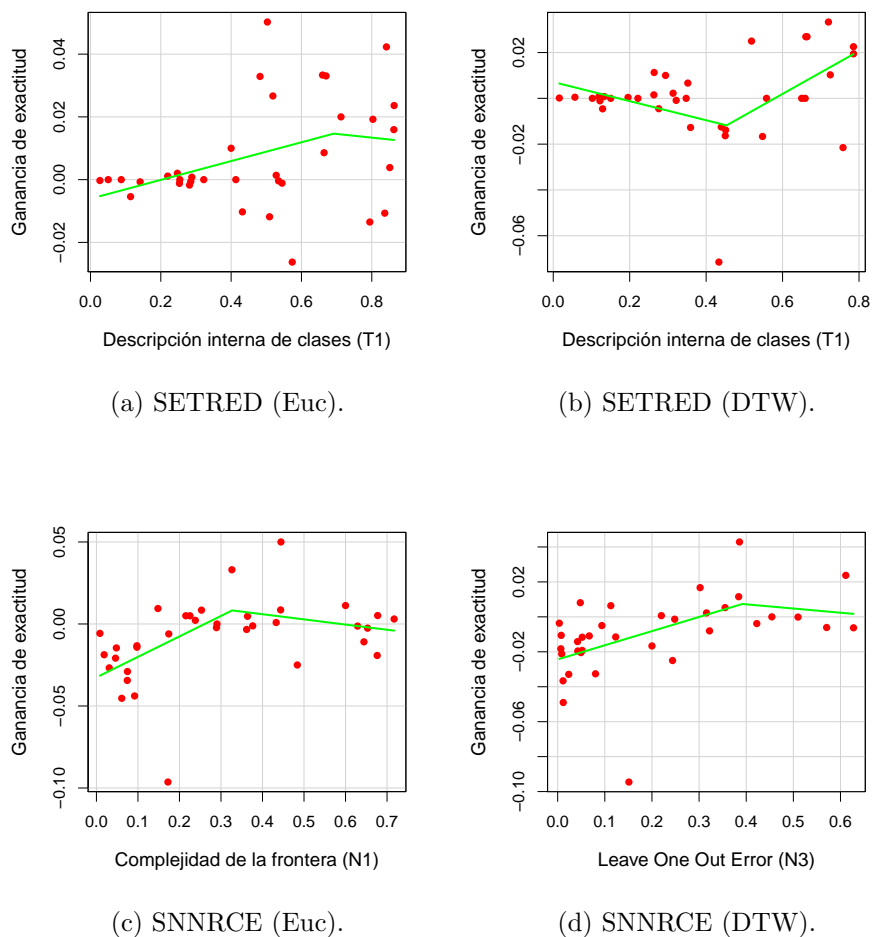 Ganancia de exactitud
0.04
0.02
0.00
−0.02
0.0 0.2 0.4 0.6 0.8
Descripción interna de clases (T1)
(a) SETRED (Euc).
Ganancia de exactitud
0.02
−0.02
−0.06
0.0 0.2 0.4 0.6 0.8
Descripción interna de clases (T1)
(b) SETRED (DTW).
Ganancia de exactitud
0.05
0.00
−0.05
−0.10
0.0 0.1 0.2 0.3 0.4 0.5 0.6 0.7
Complejidad de la frontera (N1)
(c) SNNRCE (Euc).
Ganancia de exactitud
0.02
−0.02
−0.06
−0.10
0.0 0.1 0.2 0.3 0.4 0.5 0.6
Leave One Out Error (N3)
(d) SNNRCE (DTW).